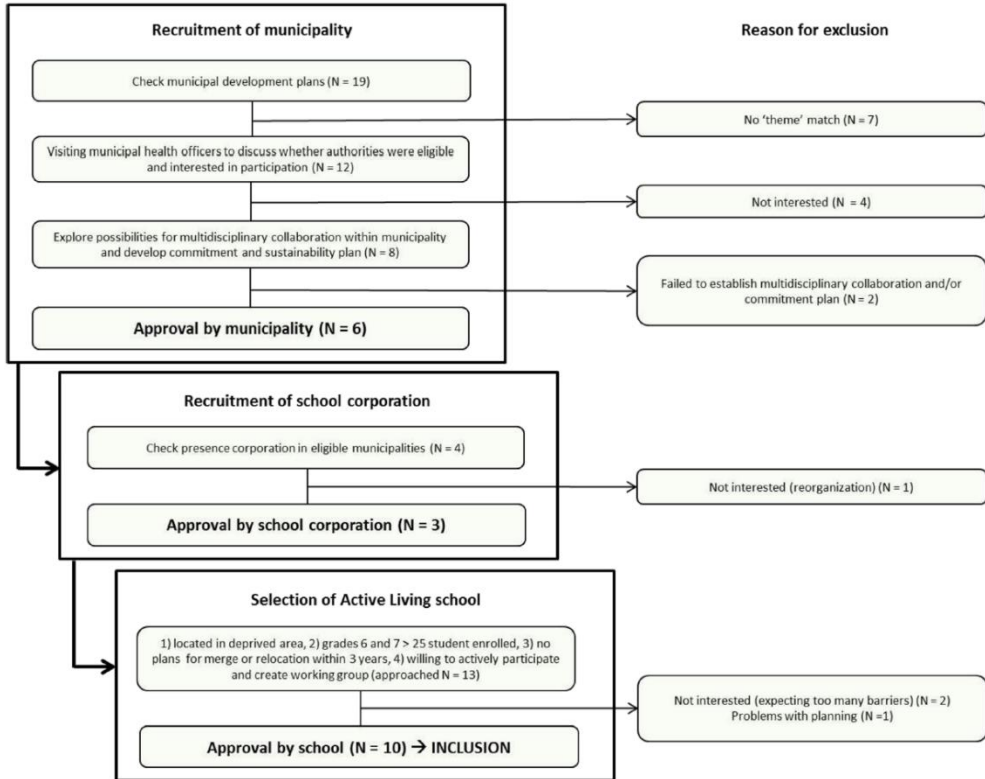 Recruitment of municipality
Reason for exclusion
Check municipal development plans (N = 19)
No ‘theme’ match (N = 7)
Visiting municipal health officers to discuss whether authorities were eligible
and interested in participation (N = 12)
Not interested (N = 4)
Explore possibilities for multidisciplinary collaboration within municipality
and develop commitment and sustainability plan (N = 8)
Failed to establish multidisciplinary collaboration and/or
commitment plan (N = 2)
Approval by municipality (N = 6)
Recruitment of school corporation
Check presence corporation in eligible municipalities (N = 4)
Not interested (reorganization) (N = 1)
Approval by school corporation (N = 3)
Selection of Active Living school
1) located in deprived area, 2) grades 6 and 7 > 25 student enrolled, 3) no
plans for merge or relocation within 3 years, 4) willing to actively participate
and create working group (approached N = 13)
Not interested (expecting too many barriers) (N = 2)
Problems with planning (N =1)
Approval by school (N = 10) → INCLUSION